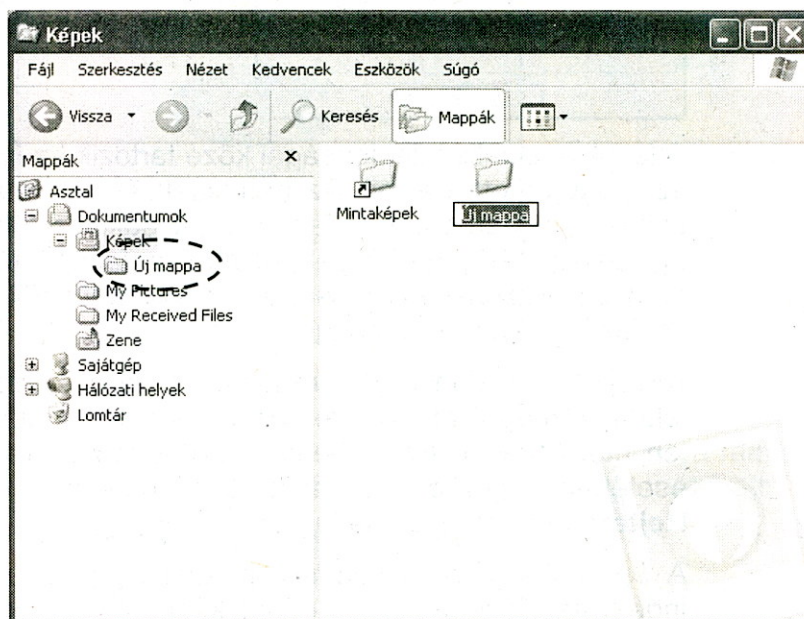 Képek
Fájl Szerkesztés Nézet Kedvencek Eszközök Súgó
Vissza Keresés Mappák
Mappák
Asztal
Dokumentumok
Képek
Új mappa
My Pictures
My Received Files
Zene
Sajátgép
Hálózati helyek
Lomtár
Mintaképek Új mappa